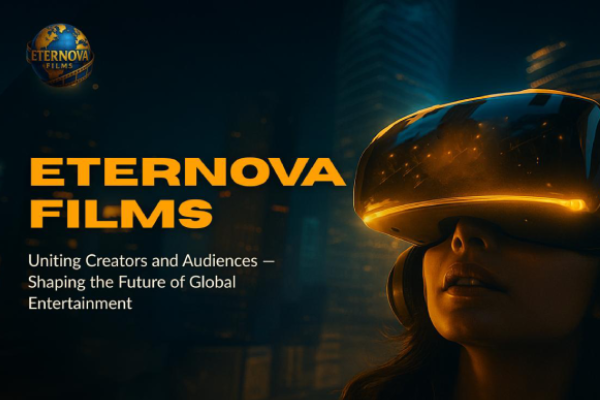 ETERNOVA
FILMS
ETERNOVA
FILMS
Uniting Creators and Audiences —
Shaping the Future of Global
Entertainment